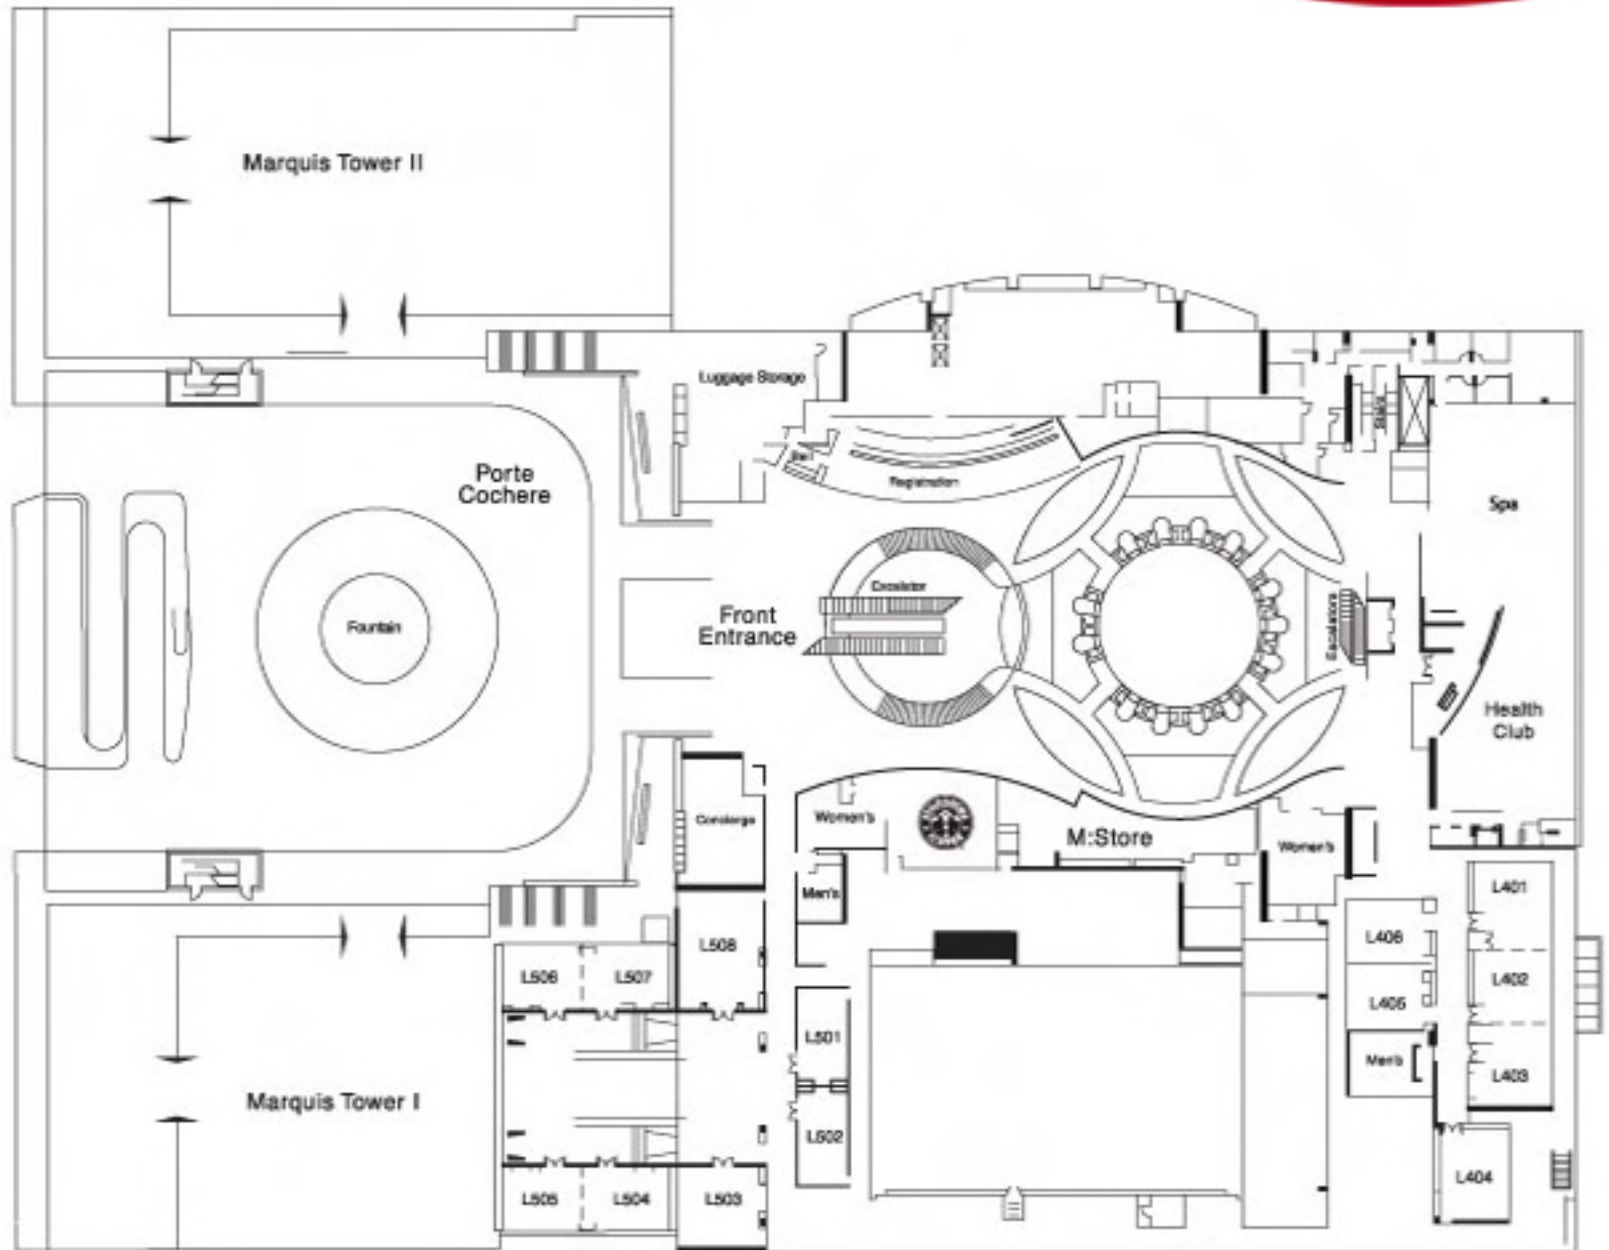 Marquis Tower II
Luggage Storage
Stairs
Porte
Cochere
Bell
Registration
Spa
Escalator
Fountain
Front
Entrance
Escalators
Health
Club
Concierge
Women's
M:Store
Women's
Men's
L401
L508
L406
L506
L507
L402
L405
L501
Men's
L403
Marquis Tower I
L502
L404
L505
L504
L503